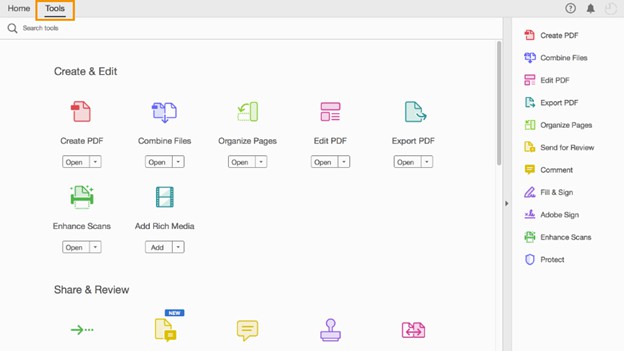 Home
Tools
Search tools
Create & Edit
Create PDF
Combine Files
Organize Pages
Edit PDF
Export PDF
Open
Open
Open
Open
Open
Enhance Scans
Add Rich Media
Open
Add
Share & Review
NEW
Create PDF
Combine Files
Edit PDF
Export PDF
Organize Pages
Send for Review
Comment
Fill & Sign
Adobe Sign
Enhance Scans
Protect